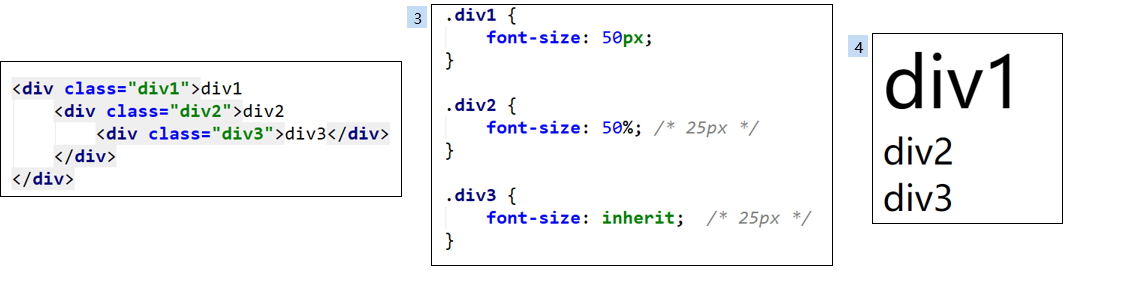 <div class="div1">div1
<div class="div2">div2
<div class="div3">div3</div>
</div>
</div>
3
.div1 {
font-size: 50px;
}
.div2 {
font-size: 50%; /* 25px */
}
.div3 {
font-size: inherit;  /* 25px */
}
4
div1
div2
div3